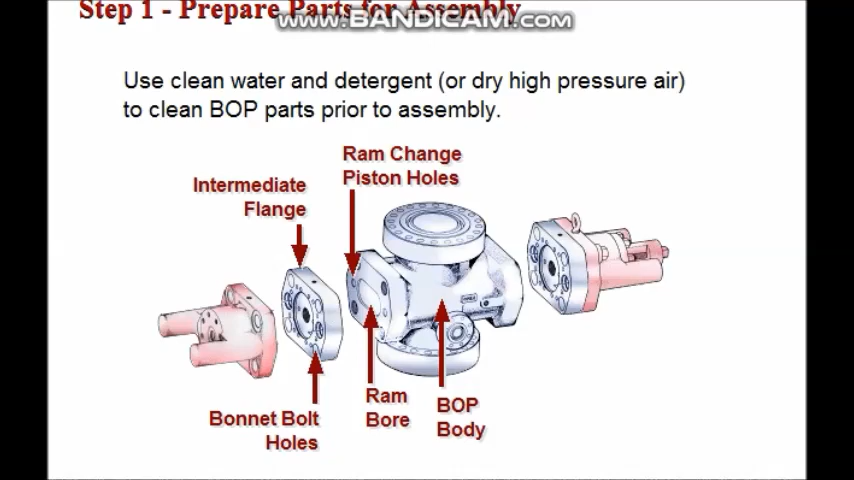 Step 1 - Prepare Parts for Assembly
www.BANDICAM.com
Use clean water and detergent (or dry high pressure air)
to clean BOP parts prior to assembly.
Ram Change
Piston Holes
Intermediate
Flange
Bonnet Bolt
Holes
Ram
Bore
BOP
Body